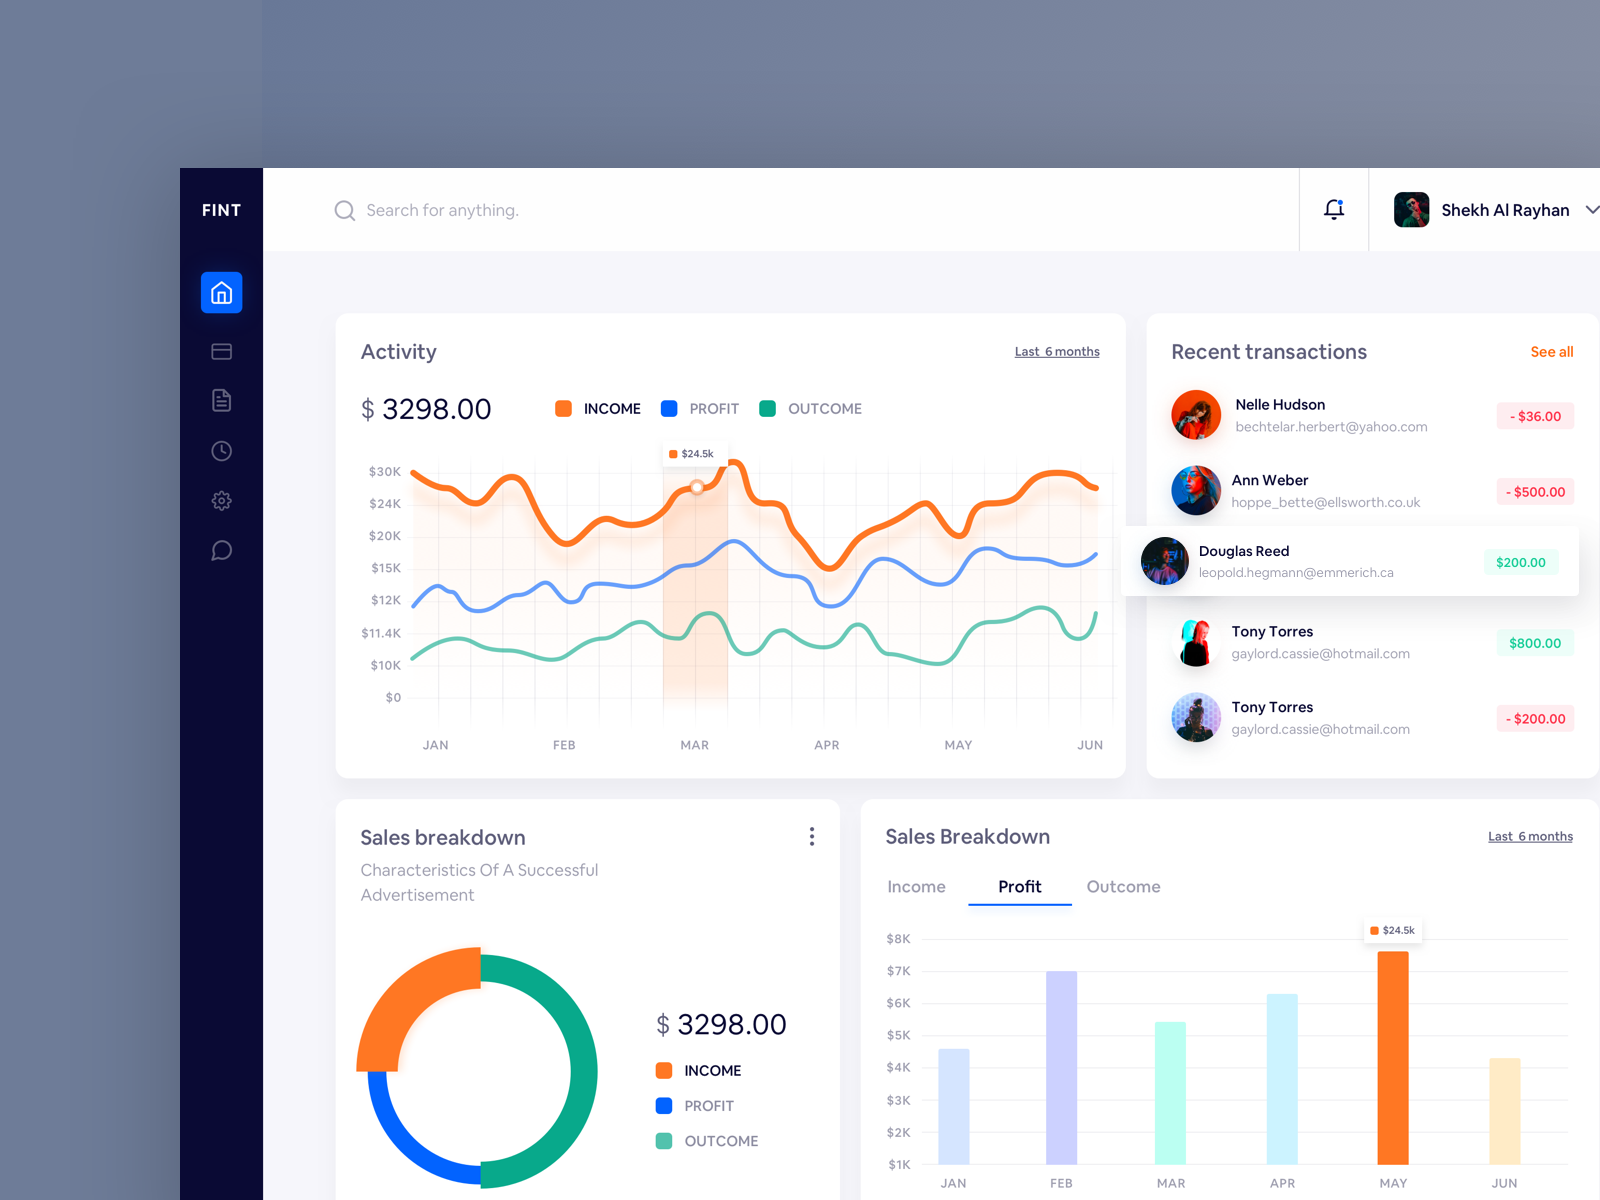 FINT
Search for anything.
Shekh Al Rayhan
Activity
Last 6 months
$ 3298.00
INCOME
PROFIT
OUTCOME
$24.5k
$30K
$24K
$20K
$15K
$12K
$11.4K
$10K
$0
JAN
FEB
MAR
APR
MAY
JUN
Recent transactions
See all
Nelle Hudson
bechtelar.herbert@yahoo.com
- $36.00
Ann Weber
hoppe_bette@ellsworth.co.uk
- $500.00
Douglas Reed
leopold.hegmann@emmerich.ca
$200.00
Tony Torres
gaylord.cassie@hotmail.com
$800.00
Tony Torres
gaylord.cassie@hotmail.com
- $200.00
Sales breakdown
Characteristics Of A Successful
Advertisement
$ 3298.00
INCOME
PROFIT
OUTCOME
Sales Breakdown
Last 6 months
Income
Profit
Outcome
$24.5k
$8K
$7K
$6K
$5K
$4K
$3K
$2K
$1K
JAN
FEB
MAR
APR
MAY
JUN